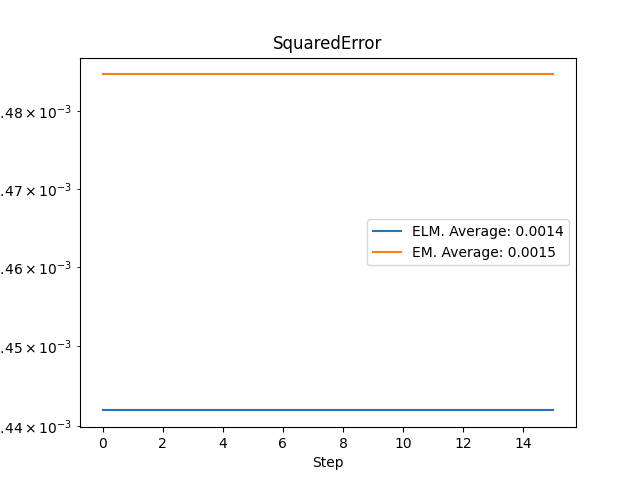 SquaredError
.48 × 10⁻³
.47 × 10⁻³
.46 × 10⁻³
.45 × 10⁻³
.44 × 10⁻³
ELM. Average: 0.0014
EM. Average: 0.0015
0 2 4 6 8 10 12 14
Step